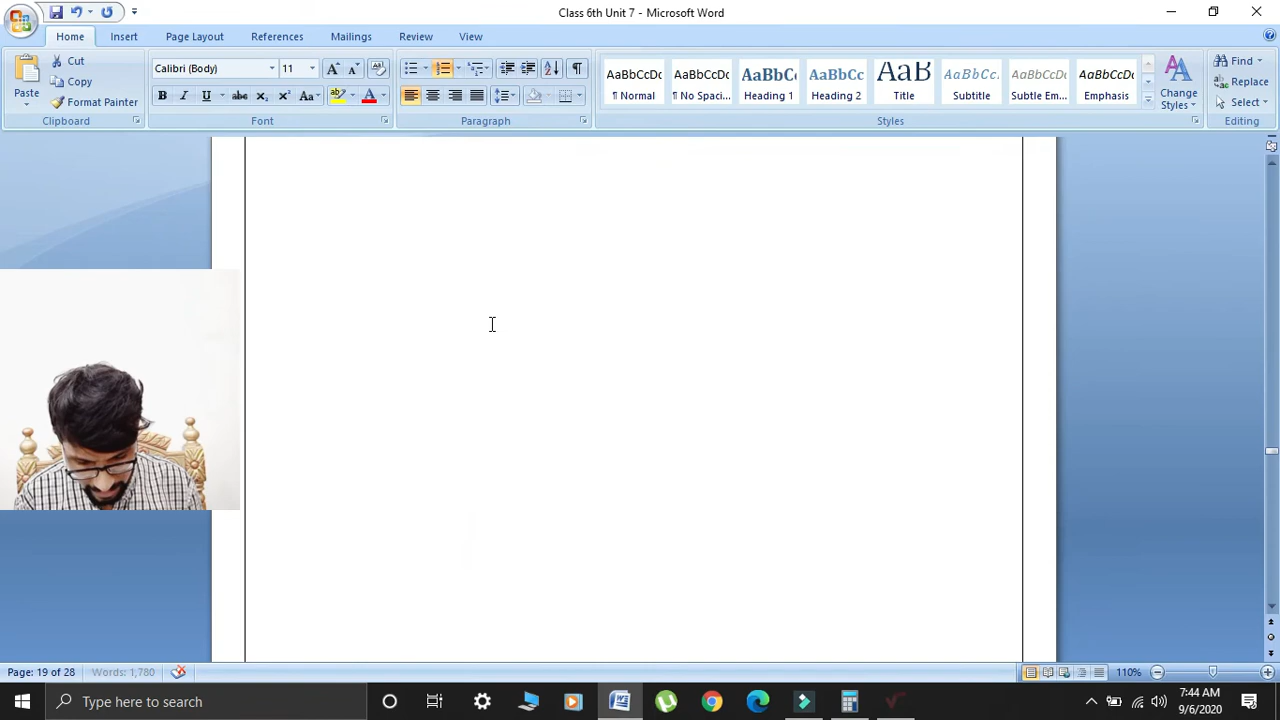 Class 6th Unit 7 - Microsoft Word
Home Insert Page Layout References Mailings Review View
Cut
Copy
Format Painter
Paste
Clipboard
Calibri (Body) 11
Font
Paragraph
AaBbCcDc AaBbCcDc AaBbC AaBbCc AaB AaBbCc. AaBbCcDc AaBbCcDc
¶ Normal ¶ No Spaci... Heading 1 Heading 2 Title Subtitle Subtle Em... Emphasis
Change Styles
Styles
Find
Replace
Select
Editing
Page: 19 of 28 Words: 1,780 110%
Type here to search
7:44 AM
9/6/2020